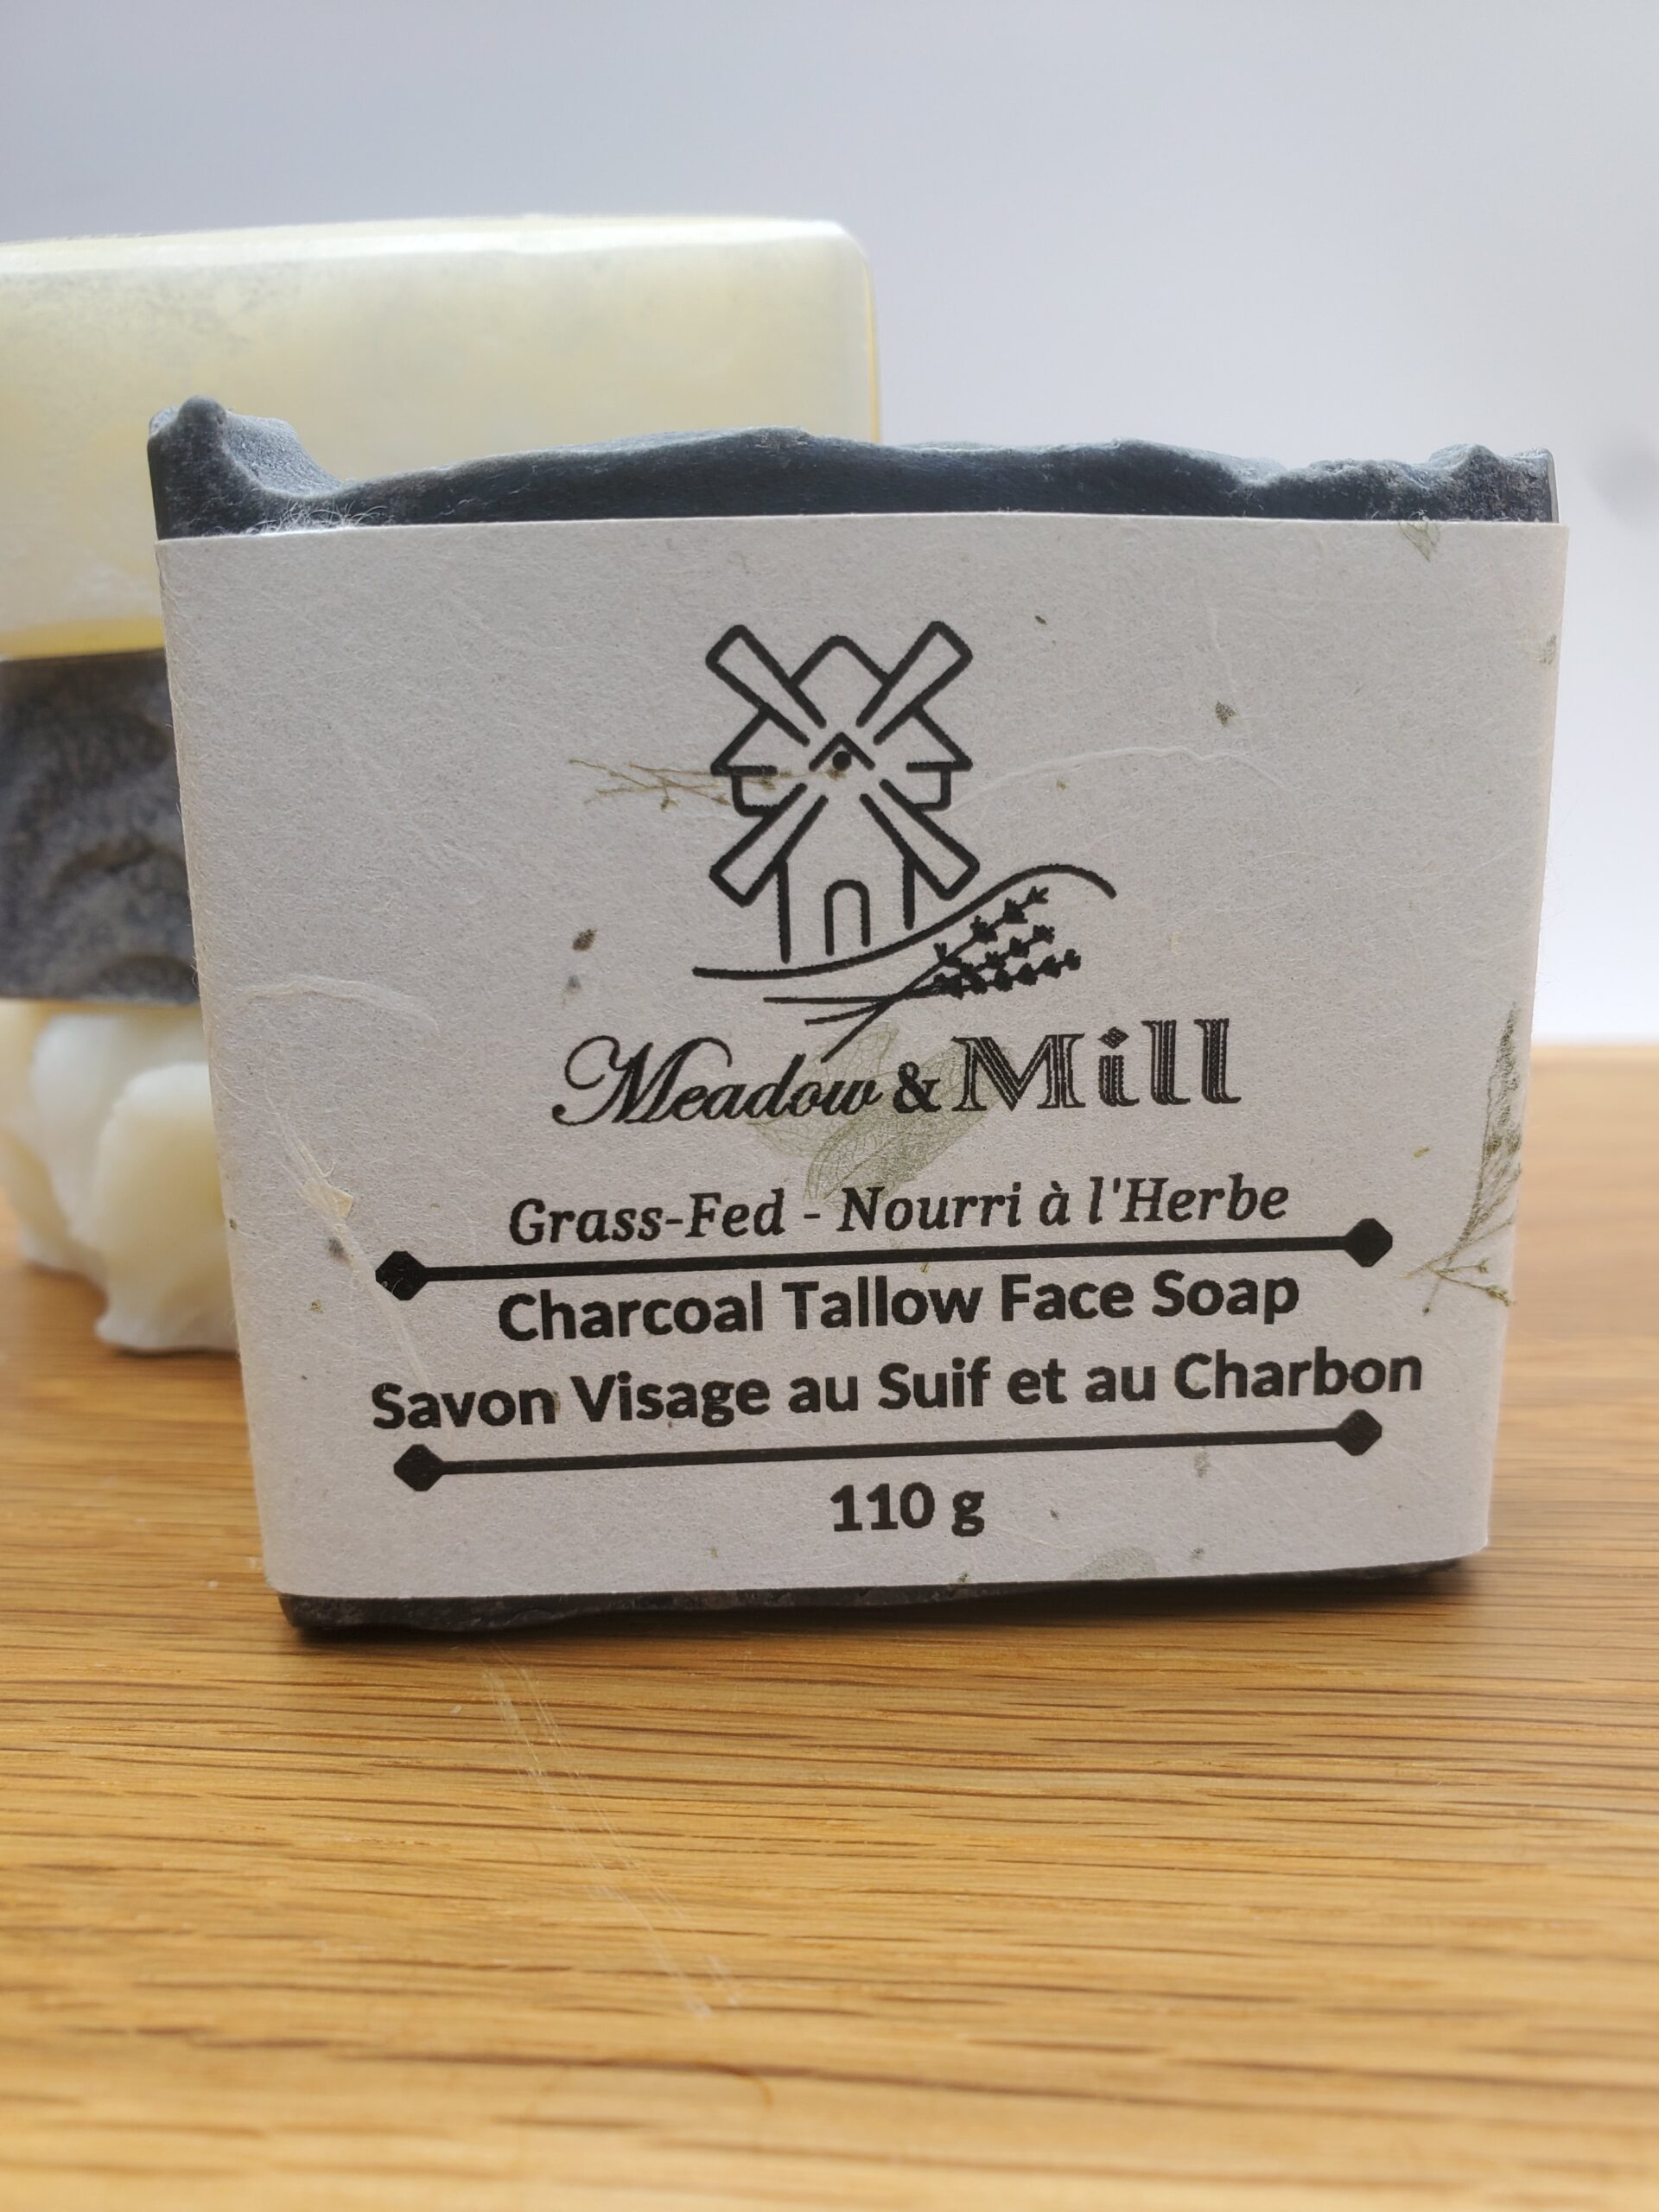 Meadow & Mill
Grass-Fed - Nourri à l'Herbe
Charcoal Tallow Face Soap
Savon Visage au Suif et au Charbon
110 g